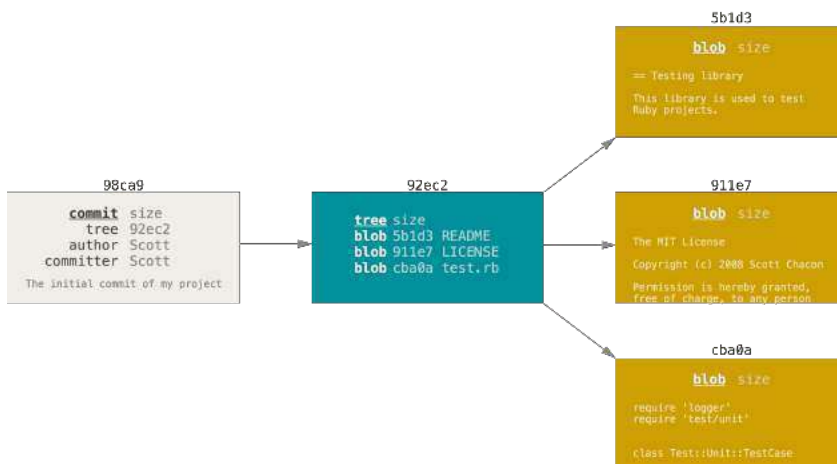 98ca9
commit size
tree 92ec2
author Scott
committer Scott
The initial commit of my project
92ec2
tree size
blob 5b1d3 README
blob 911e7 LICENSE
blob cba0a test.rb
5b1d3
blob size
== Testing library
This library is used to test
Ruby projects.
911e7
blob size
The MIT License
Copyright (c) 2008 Scott Chacon
Permission is hereby granted,
free of charge, to any person
cba0a
blob size
require 'logger'
require 'test/unit'
class Test::Unit::TestCase